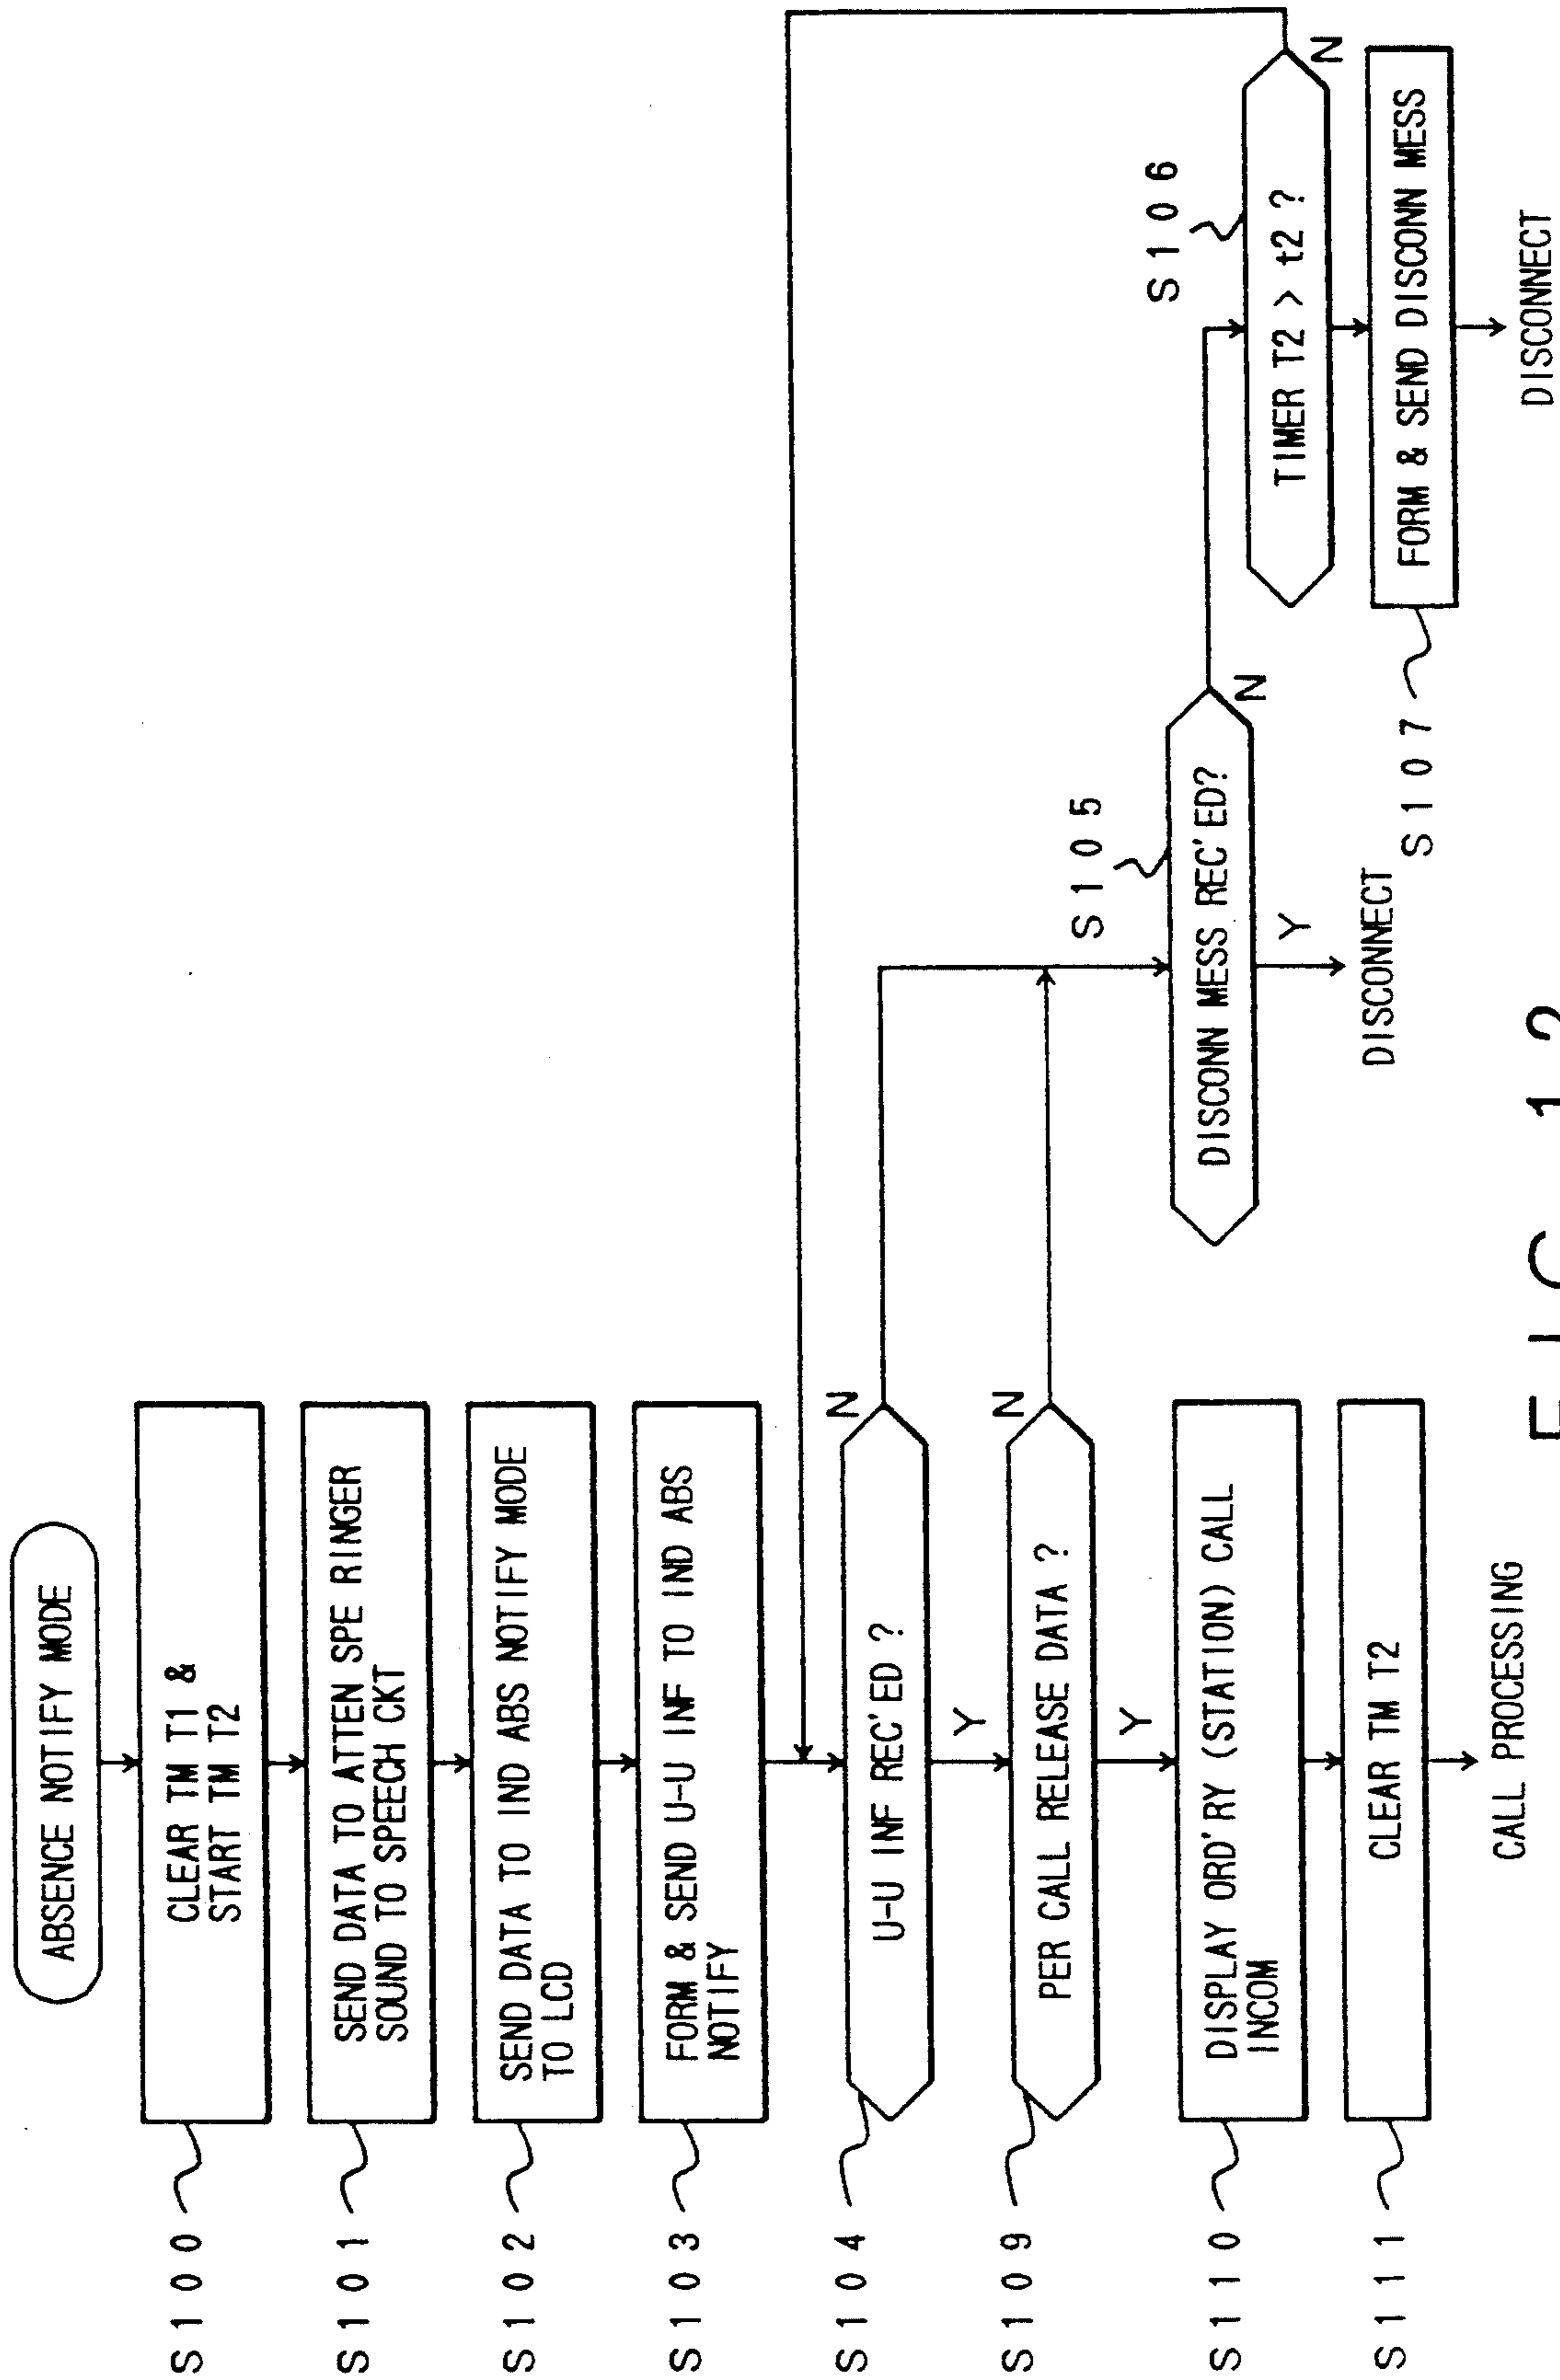 ABSENCE NOTIFY MODE
S100
CLEAR TM T1 &
START TM T2
S101
SEND DATA TO ATTEN SPE RINGER
SOUND TO SPEECH CKT
S102
SEND DATA TO IND ABS NOTIFY MODE
TO LCD
S103
FORM & SEND U-U INF TO IND ABS
NOTIFY
S104
U-U INF REC'ED ?
N
Y
S109
PER CALL RELEASE DATA ?
N
Y
S110
DISPLAY ORD'RY (STATION) CALL
INCOM
S111
CLEAR TM T2
CALL PROCESSING
S105
DISCONN MESS REC'ED?
N
Y
DISCONNECT
S106
TIMER T2 > t2 ?
N
S107
FORM & SEND DISCONN MESS
DISCONNECT
FIG. 12